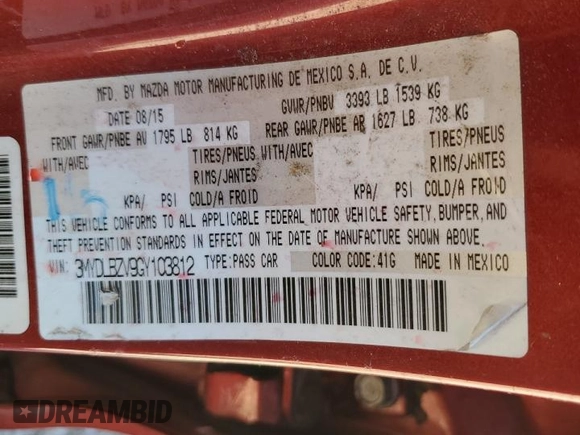 MFD. BY MAZDA MOTOR MANUFACTURING DE MEXICO S.A. DE C.V.
DATE 08/15 GVWR/PNBV 3393 LB 1539 KG
FRONT GAWR/PNBE AV 1795 LB 814 KG REAR GAWR/PNBE AR 1627 LB 738 KG
WITH/AVEC TIRES/PNEUS WITH/AVEC TIRES/PNEUS
RIMS/JANTES RIMS/JANTES
KPA/ PSI COLD/A FROID KPA/ PSI COLD/A FROID
THIS VEHICLE CONFORMS TO ALL APPLICABLE FEDERAL MOTOR VEHICLE SAFETY, BUMPER, AND
THEFT PREVENTION STANDARDS IN EFFECT ON THE DATE OF MANUFACTURE SHOWN ABOVE.
VIN: 3MYDLBZV9GY103812 TYPE:PASS CAR COLOR CODE:41G MADE IN MEXICO
DREAMBID